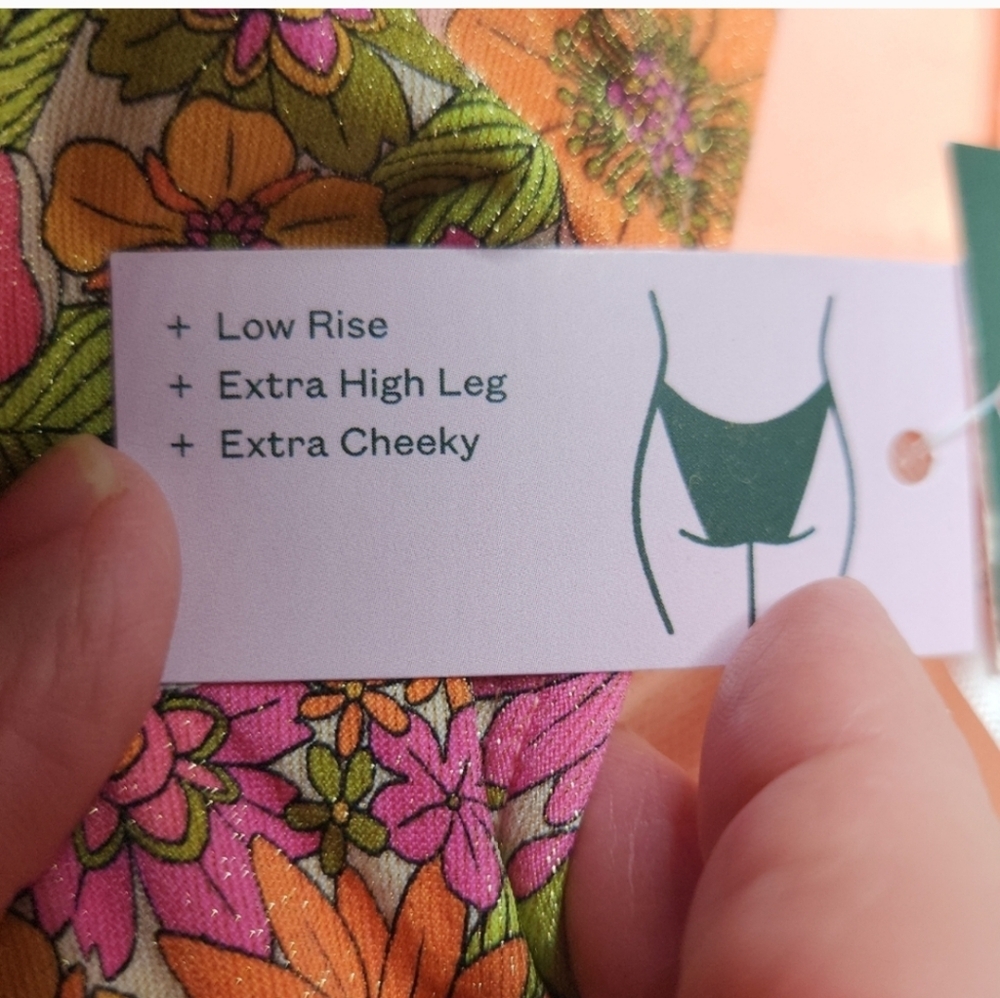 + Low Rise
+ Extra High Leg
+ Extra Cheeky